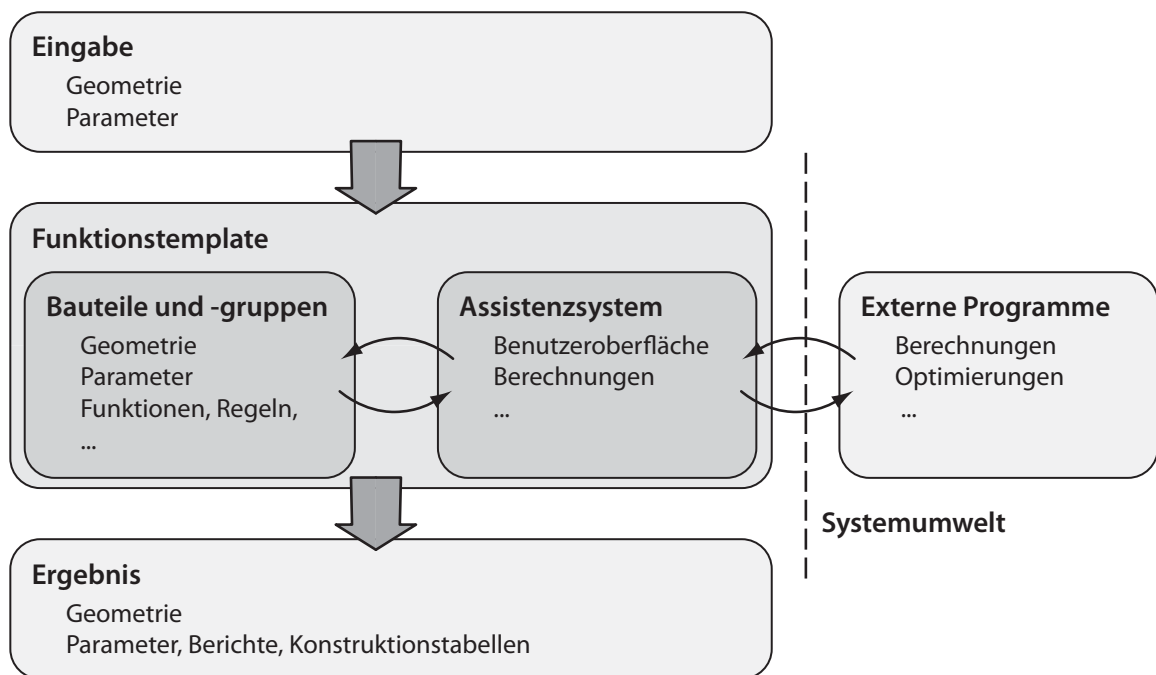 Eingabe
Geometrie
Parameter
Funktionstemplate
Bauteile und -gruppen
Geometrie
Parameter
Funktionen, Regeln,
...
Assistenzsystem
Benutzeroberfläche
Berechnungen
...
Externe Programme
Berechnungen
Optimierungen
...
Systemumwelt
Ergebnis
Geometrie
Parameter, Berichte, Konstruktionstabellen